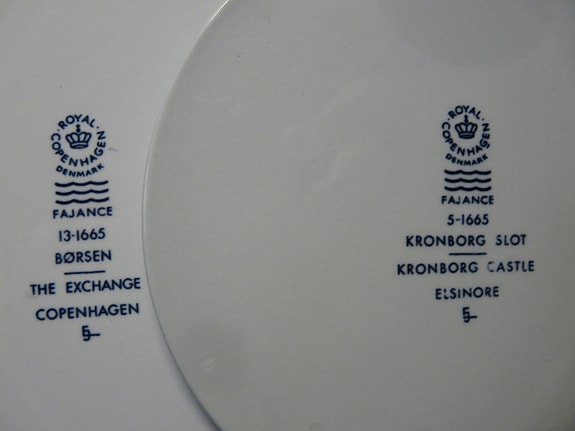 ROYAL COPENHAGEN
DENMARK
FAJANCE
13-1665
BØRSEN
THE EXCHANGE
COPENHAGEN
ROYAL COPENHAGEN
DENMARK
FAJANCE
5-1665
KRONBORG SLOT
KRONBORG CASTLE
ELSINORE